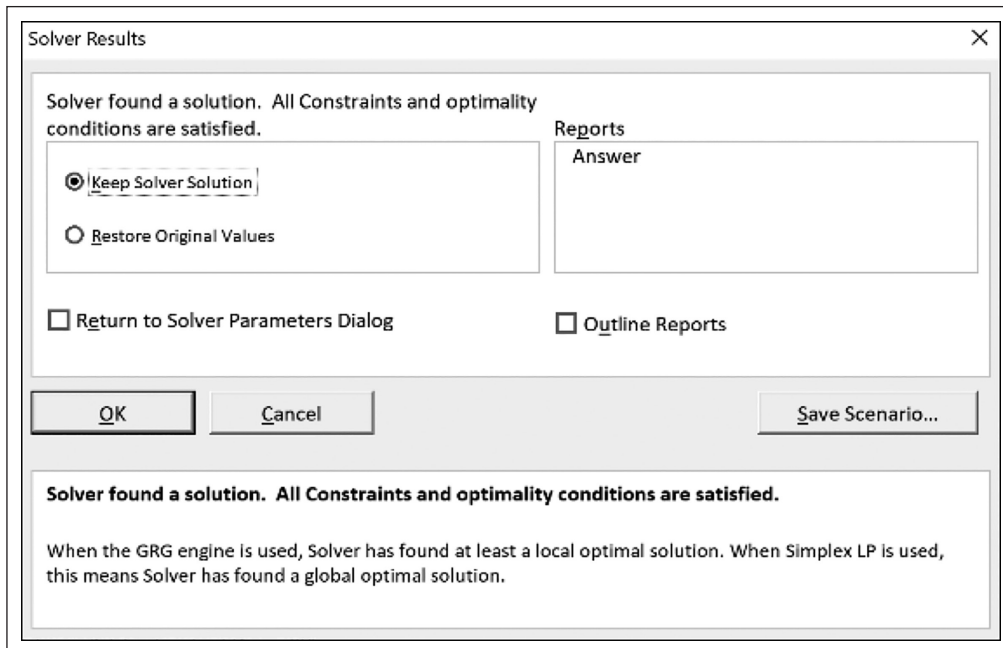 Solver Results
Solver found a solution. All Constraints and optimality
conditions are satisfied.
Reports
Answer
Keep Solver Solution
Restore Original Values
Return to Solver Parameters Dialog
Outline Reports
OK
Cancel
Save Scenario...
Solver found a solution. All Constraints and optimality conditions are satisfied.
When the GRG engine is used, Solver has found at least a local optimal solution. When Simplex LP is used,
this means Solver has found a global optimal solution.